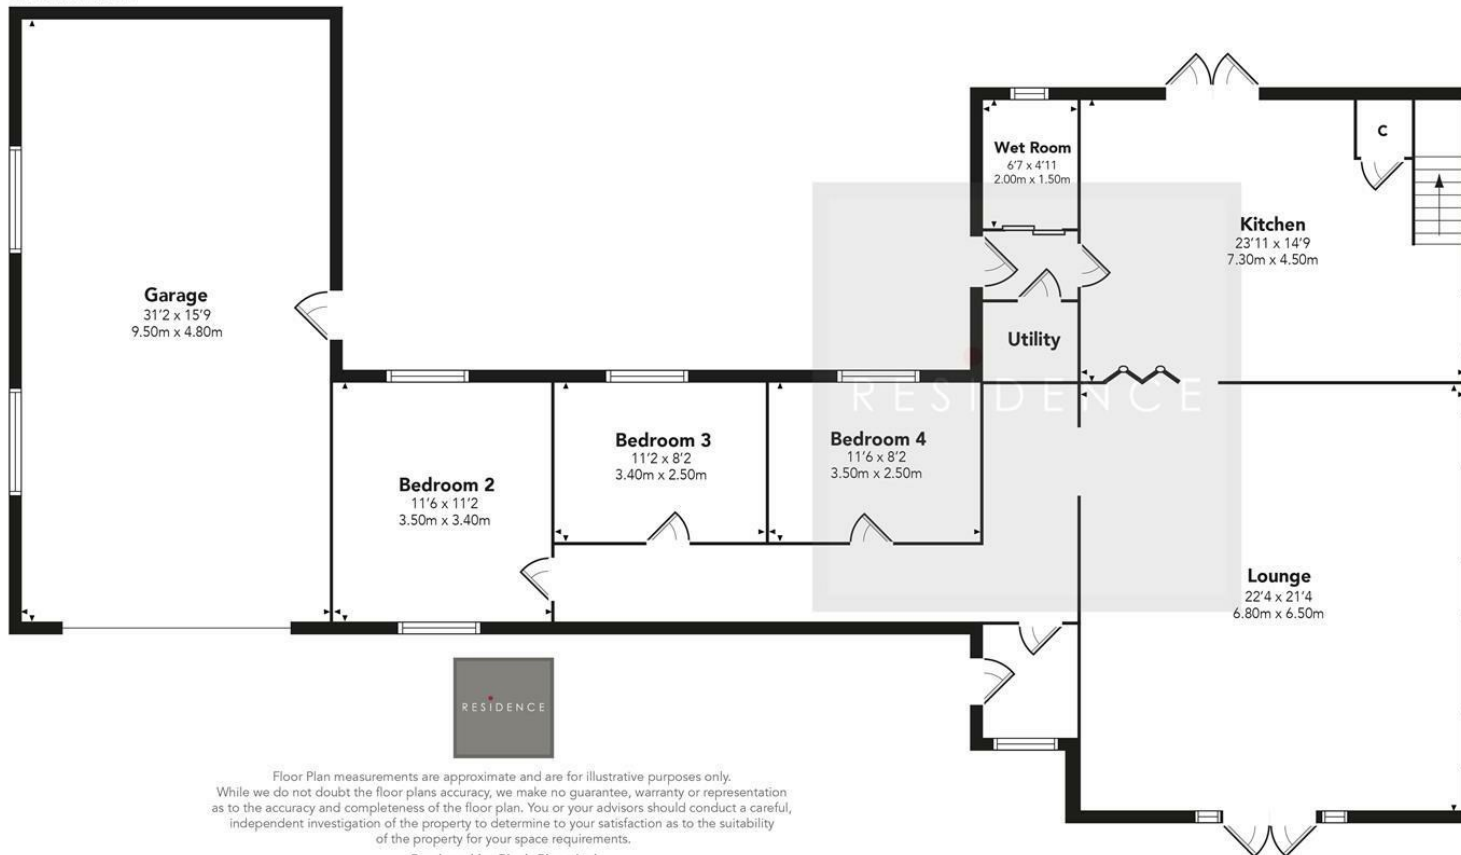 Wet Room
6'7 x 4'11
2.00m x 1.50m
C
Kitchen
23'11 x 14'9
7.30m x 4.50m
Garage
31'2 x 15'9
9.50m x 4.80m
Utility
RESIDENCE
Bedroom 3
11'2 x 8'2
3.40m x 2.50m
Bedroom 4
11'6 x 8'2
3.50m x 2.50m
Bedroom 2
11'6 x 11'2
3.50m x 3.40m
Lounge
22'4 x 21'4
6.80m x 6.50m
RESIDENCE
Floor Plan measurements are approximate and are for illustrative purposes only.
While we do not doubt the floor plans accuracy, we make no guarantee, warranty or representation
as to the accuracy and completeness of the floor plan. You or your advisors should conduct a careful,
independent investigation of the property to determine to your satisfaction as to the suitability
of the property for your space requirements.